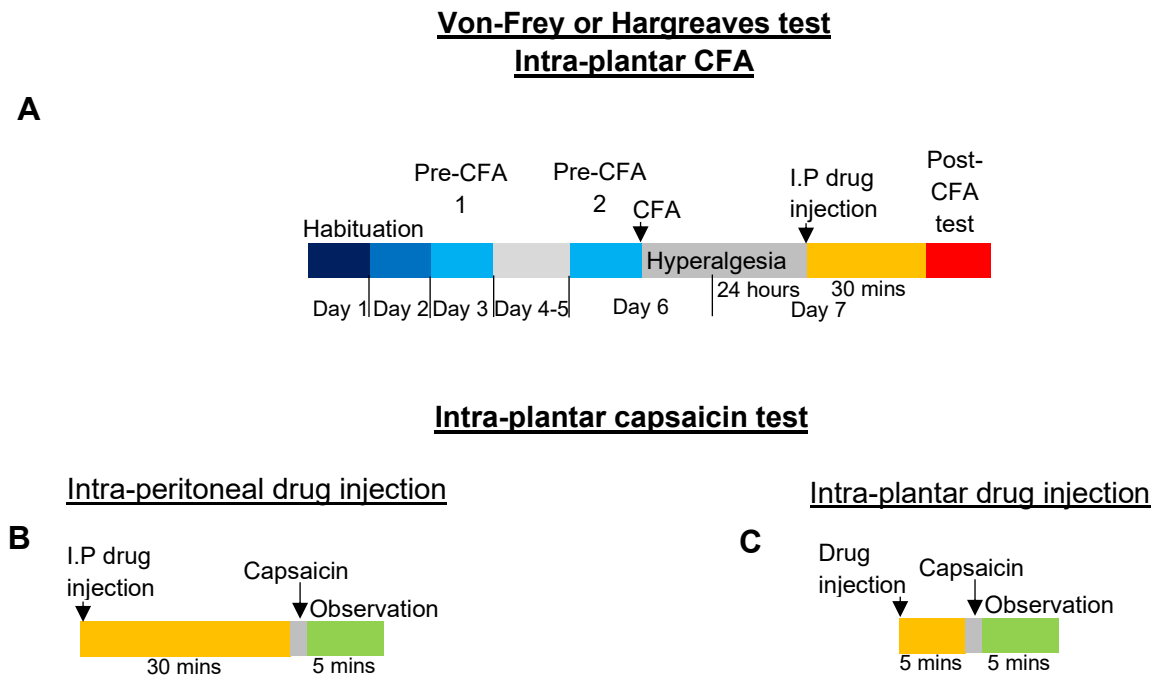 Von-Frey or Hargreaves test
Intra-plantar CFA
A
Habituation
Pre-CFA
1
Pre-CFA
2
CFA
I.P drug
injection
Post-
CFA
test
Hyperalgesia
24 hours
30 mins
Day 1
Day 2
Day 3
Day 4-5
Day 6
Day 7
Intra-plantar capsaicin test
Intra-peritoneal drug injection
B
I.P drug
injection
Capsaicin
Observation
30 mins
5 mins
Intra-plantar drug injection
C
Drug
injection
Capsaicin
Observation
5 mins
5 mins